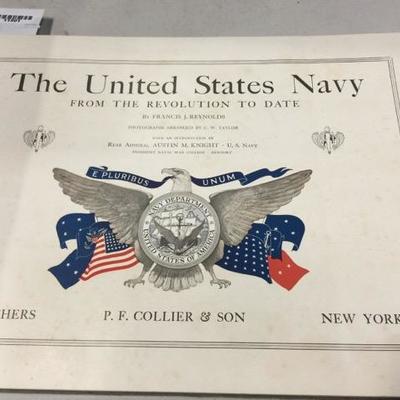 The United States Navy
FROM THE REVOLUTION TO DATE
By FRANCIS J. REYNOLDS
PHOTOGRAPHS ARRANGED BY C. W. TAYLOR
WITH AN INTRODUCTION BY
REAR ADMIRAL AUSTIN M. KNIGHT - U. S. NAVY
PRESIDENT NAVAL WAR COLLEGE - NEWPORT
E PLURIBUS UNUM
NAVY DEPARTMENT
UNITED STATES OF AMERICA
HERS P. F. COLLIER & SON NEW YORK